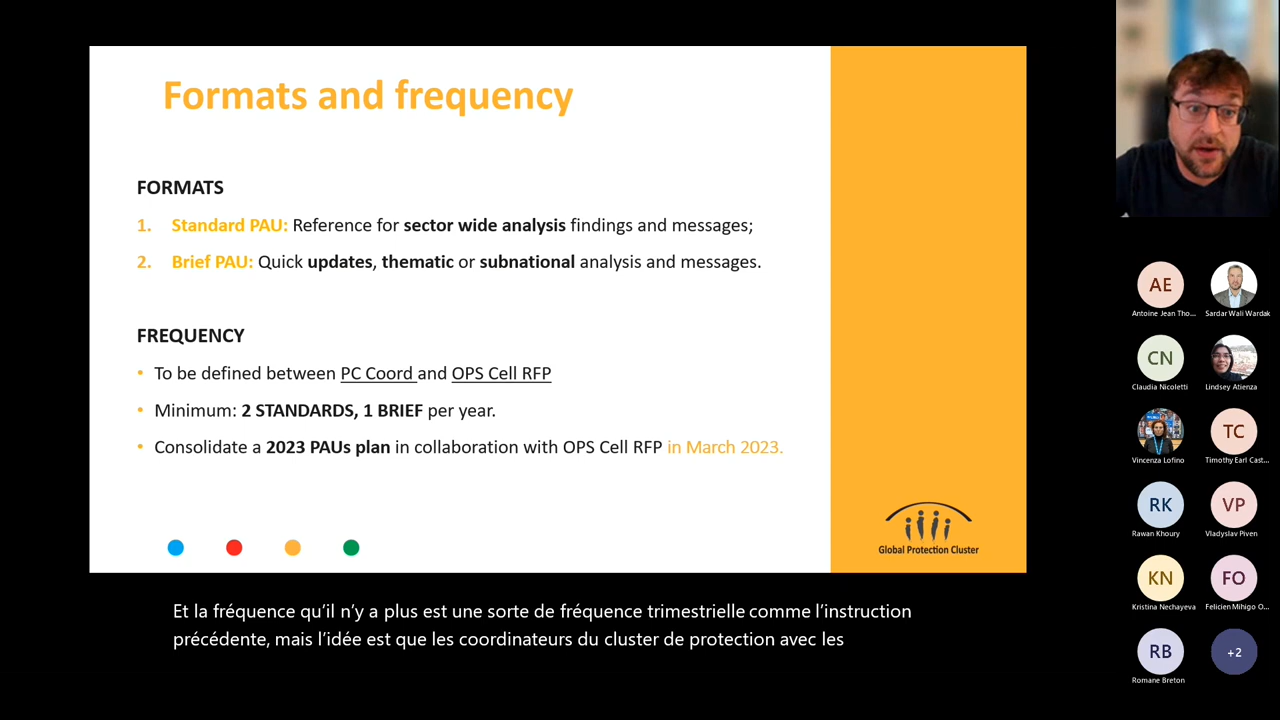 Formats and frequency
FORMATS
1. Standard PAU: Reference for sector wide analysis findings and messages;
2. Brief PAU: Quick updates, thematic or subnational analysis and messages.
FREQUENCY
• To be defined between PC Coord and OPS Cell RFP
• Minimum: 2 STANDARDS, 1 BRIEF per year.
• Consolidate a 2023 PAUs plan in collaboration with OPS Cell RFP in March 2023.
Global Protection Cluster
Et la fréquence qu'il n'y a plus est une sorte de fréquence trimestrielle comme l'instruction
précédente, mais l'idée est que les coordinateurs du cluster de protection avec les
AE
Antoine Jean Tho...
Sardar Wali Wardak
CN
Claudia Nicoletti
Lindsey Atienza
Vincenza Lofino
TC
Timothy Earl Cast...
RK
Rawan Khoury
VP
Vladyslav Piven
KN
Kristina Nechayeva
FO
Felicien Mihigo O...
RB
Romane Breton
+2